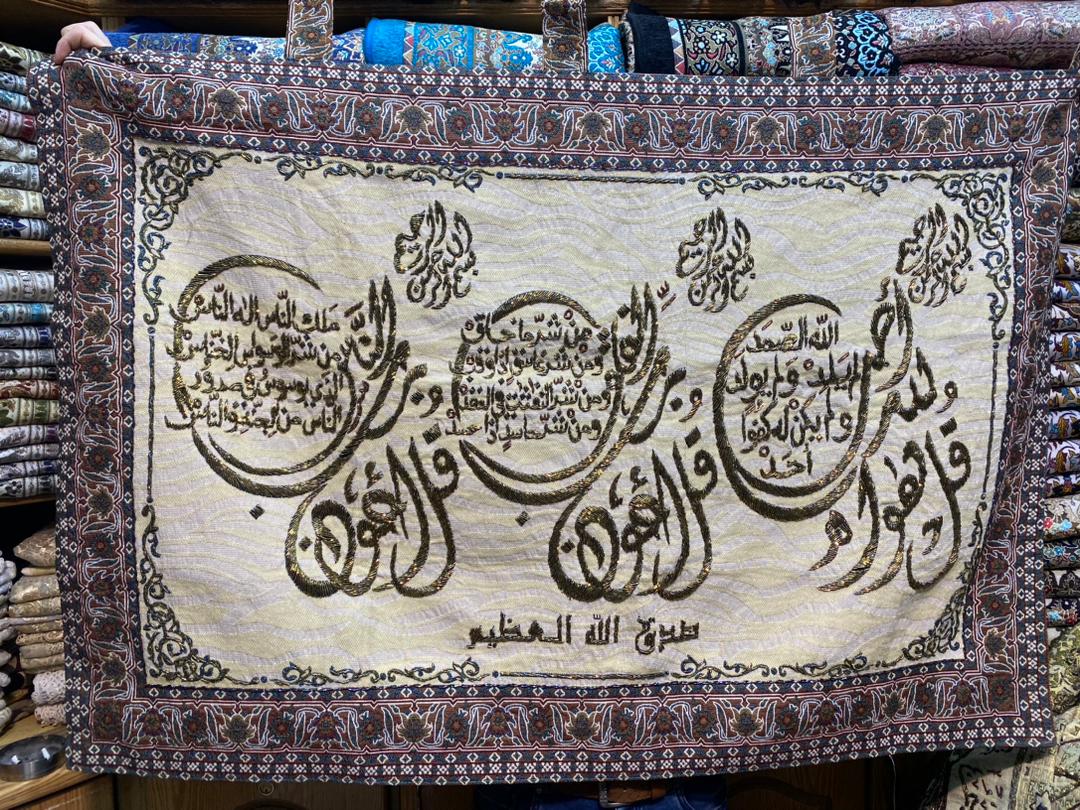 بسم الله الرحمن الرحيم
قل هو الله أحد
الله الصمد
لم يلد ولم يولد
ولم يكن له كفوا
أحد
بسم الله الرحمن الرحيم
قل أعوذ برب الفلق
من شر ما خلق
ومن شر غاسق إذا وقب
ومن شر النفثت في العقد
ومن شر حاسد إذا حسد
بسم الله الرحمن الرحيم
قل أعوذ برب الناس
ملك الناس إله الناس
من شر الوسواس الخناس
الذي يوسوس في صدور
الناس من الجنة والناس
صدق الله العظيم